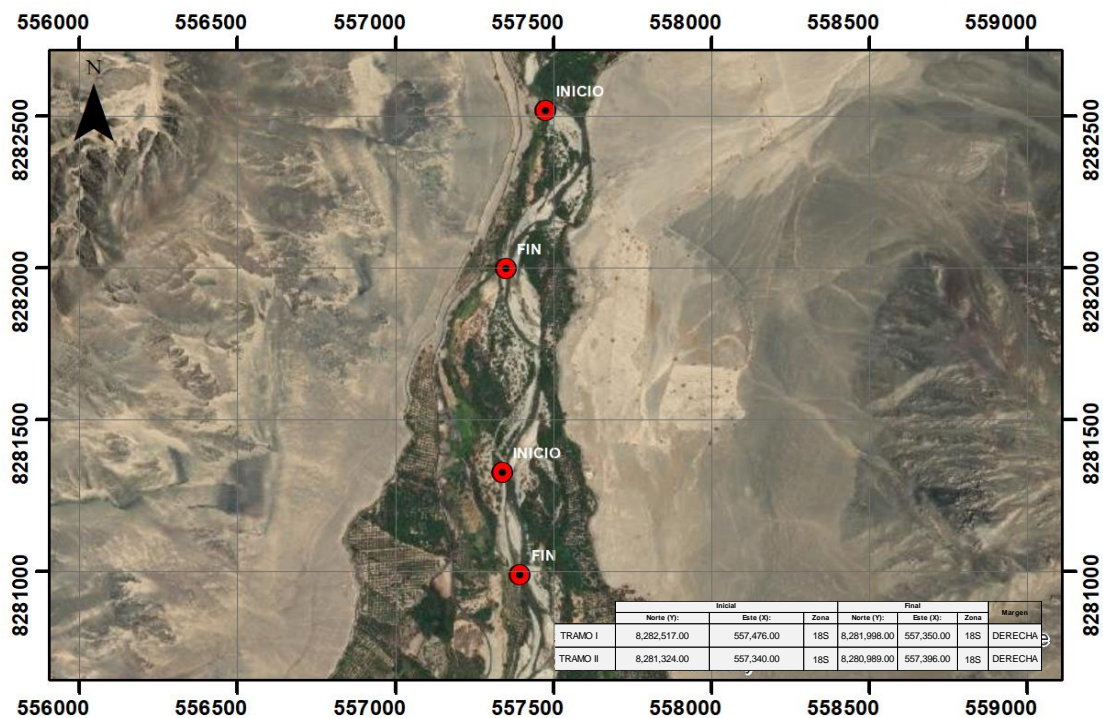 556000 556500 557000 557500 558000 558500 559000
N
INICIO
8282500 8282500
FIN
8282000 8282000
8281500 8281500
INICIO
FIN
8281000 8281000
Inicial Final Margen
Norte (Y): Este (X): Zona Norte (Y): Este (X): Zona
TRAMO I 8,282,517.00 557,476.00 18S 8,281,998.00 557,350.00 18S DERECHA
TRAMO II 8,281,324.00 557,340.00 18S 8,280,989.00 557,396.00 18S DERECHA
556000 556500 557000 557500 558000 558500 559000